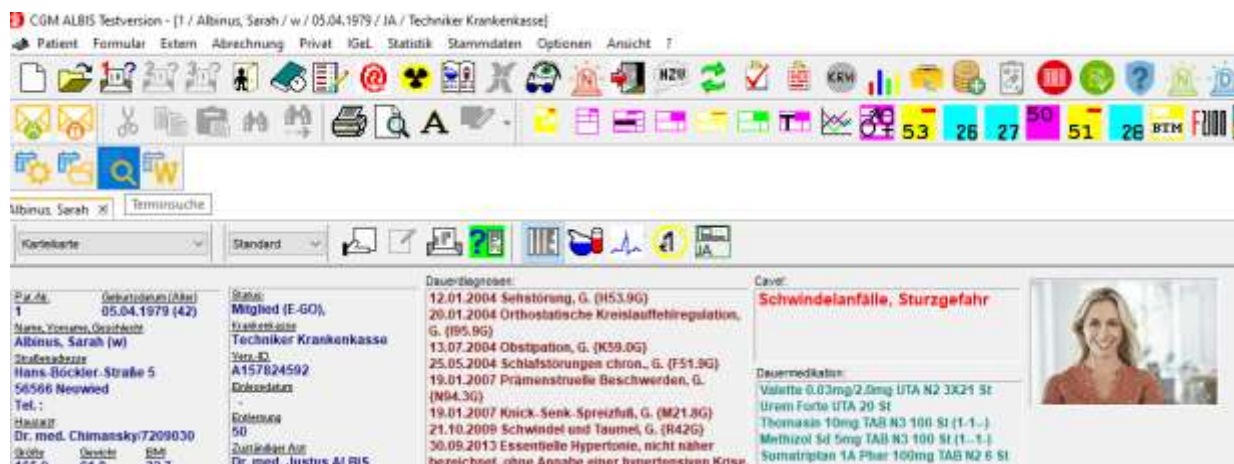 CGM ALBIS Testversion - [1 / Albinus, Sarah / w / 05.04.1979 / JA / Techniker Krankenkasse]
Patient Formular Extern Abrechnung Privat IGeL Statistik Stammdaten Optionen Ansicht ?
NZU KRW
A 53 26 27 50 51 28 BTM
W
Albinus, Sarah
Terminsuche
Karteikarte
Standard
JA
Pat.-Nr. Geburtsdatum (Alter)
1 05.04.1979 (42)
Name, Vorname, Geschlecht
Albinus, Sarah (w)
Straßenadresse
Hans-Böckler-Straße 5
56566 Neuwied
Tel.:
Hausarzt
Dr. med. Chimansky/7209030
Größe Gewicht BMI
Status:
Mitglied (E-GO),
Krankenkasse
Techniker Krankenkasse
Vers.-ID.
A157824592
Einlesedatum
-
Entfernung
50
Zuständiger Arzt
Dr. med. Justus ALBIS
Dauerdiagnosen:
12.01.2004 Sehstörung, G. (H53.9G)
20.01.2004 Orthostatische Kreislauffehlregulation,
G. (I95.9G)
13.07.2004 Obstipation, G. (K59.0G)
25.05.2004 Schlafstörungen chron., G. (F51.9G)
19.01.2007 Prämenstruelle Beschwerden, G.
(N94.3G)
19.01.2007 Knick-Senk-Spreizfuß, G. (M21.8G)
21.10.2009 Schwindel und Taumel, G. (R42G)
30.09.2013 Essentielle Hypertonie, nicht näher
bezeichnet, ohne Angabe einer hypertensiven Krise
Cave!:
Schwindelanfälle, Sturzgefahr
Dauermedikation:
Valette 0.03mg/2.0mg UTA N2 3X21 St
Urem Forte UTA 20 St
Thomasin 10mg TAB N3 100 St (1-1--)
Methizol Sd 5mg TAB N3 100 St (1-1--)
Sumatriptan 1A Phar 100mg TAB N2 6 St